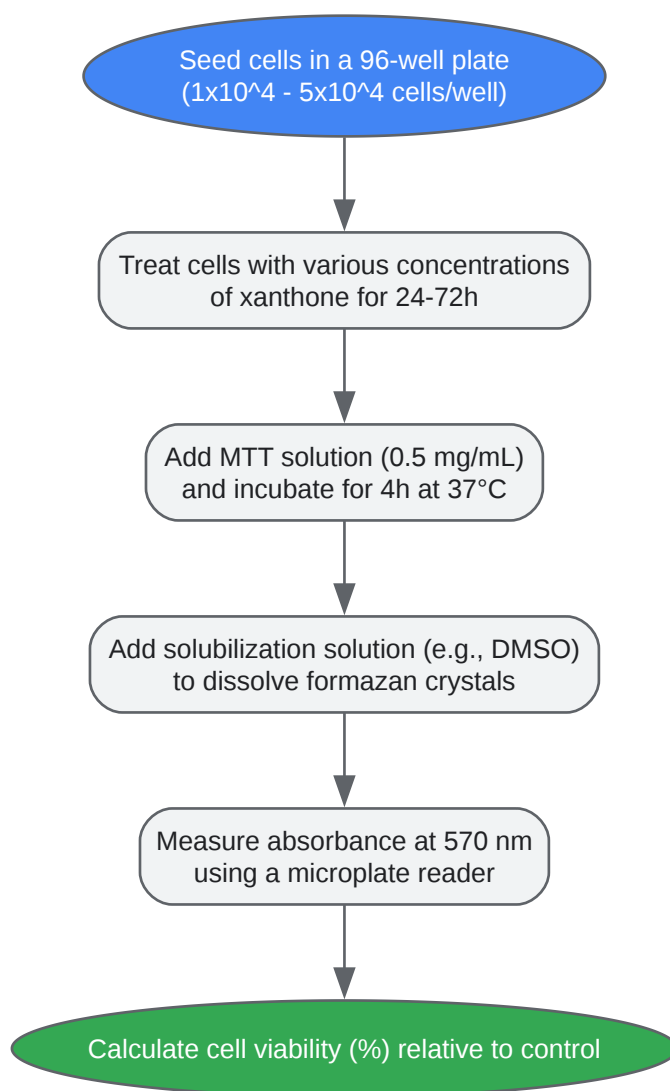 Seed cells in a 96-well plate
(1x10^4 - 5x10^4 cells/well)
Treat cells with various concentrations
of xanthone for 24-72h
Add MTT solution (0.5 mg/mL)
and incubate for 4h at 37°C
Add solubilization solution (e.g., DMSO)
to dissolve formazan crystals
Measure absorbance at 570 nm
using a microplate reader
Calculate cell viability (%) relative to control